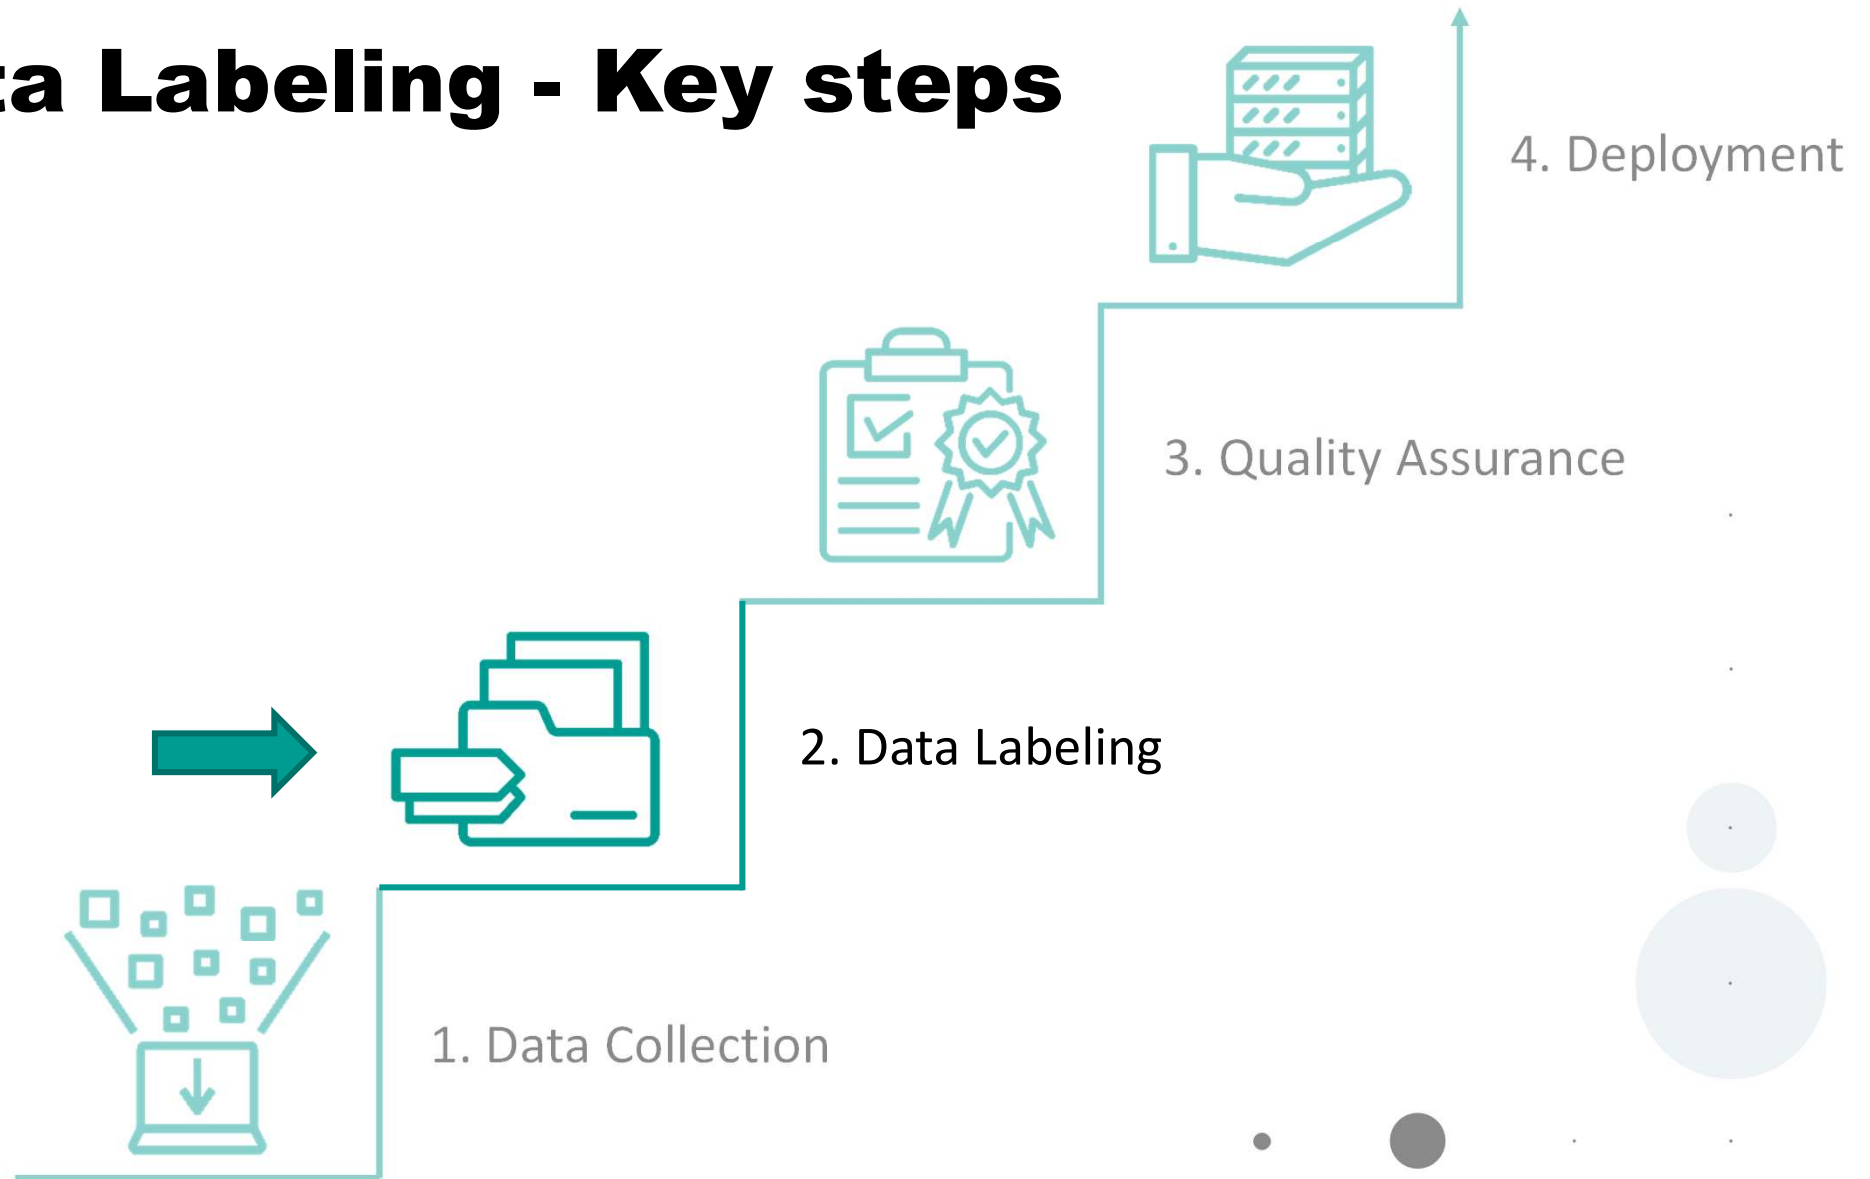 ta Labeling - Key steps
4. Deployment
3. Quality Assurance
2. Data Labeling
1. Data Collection